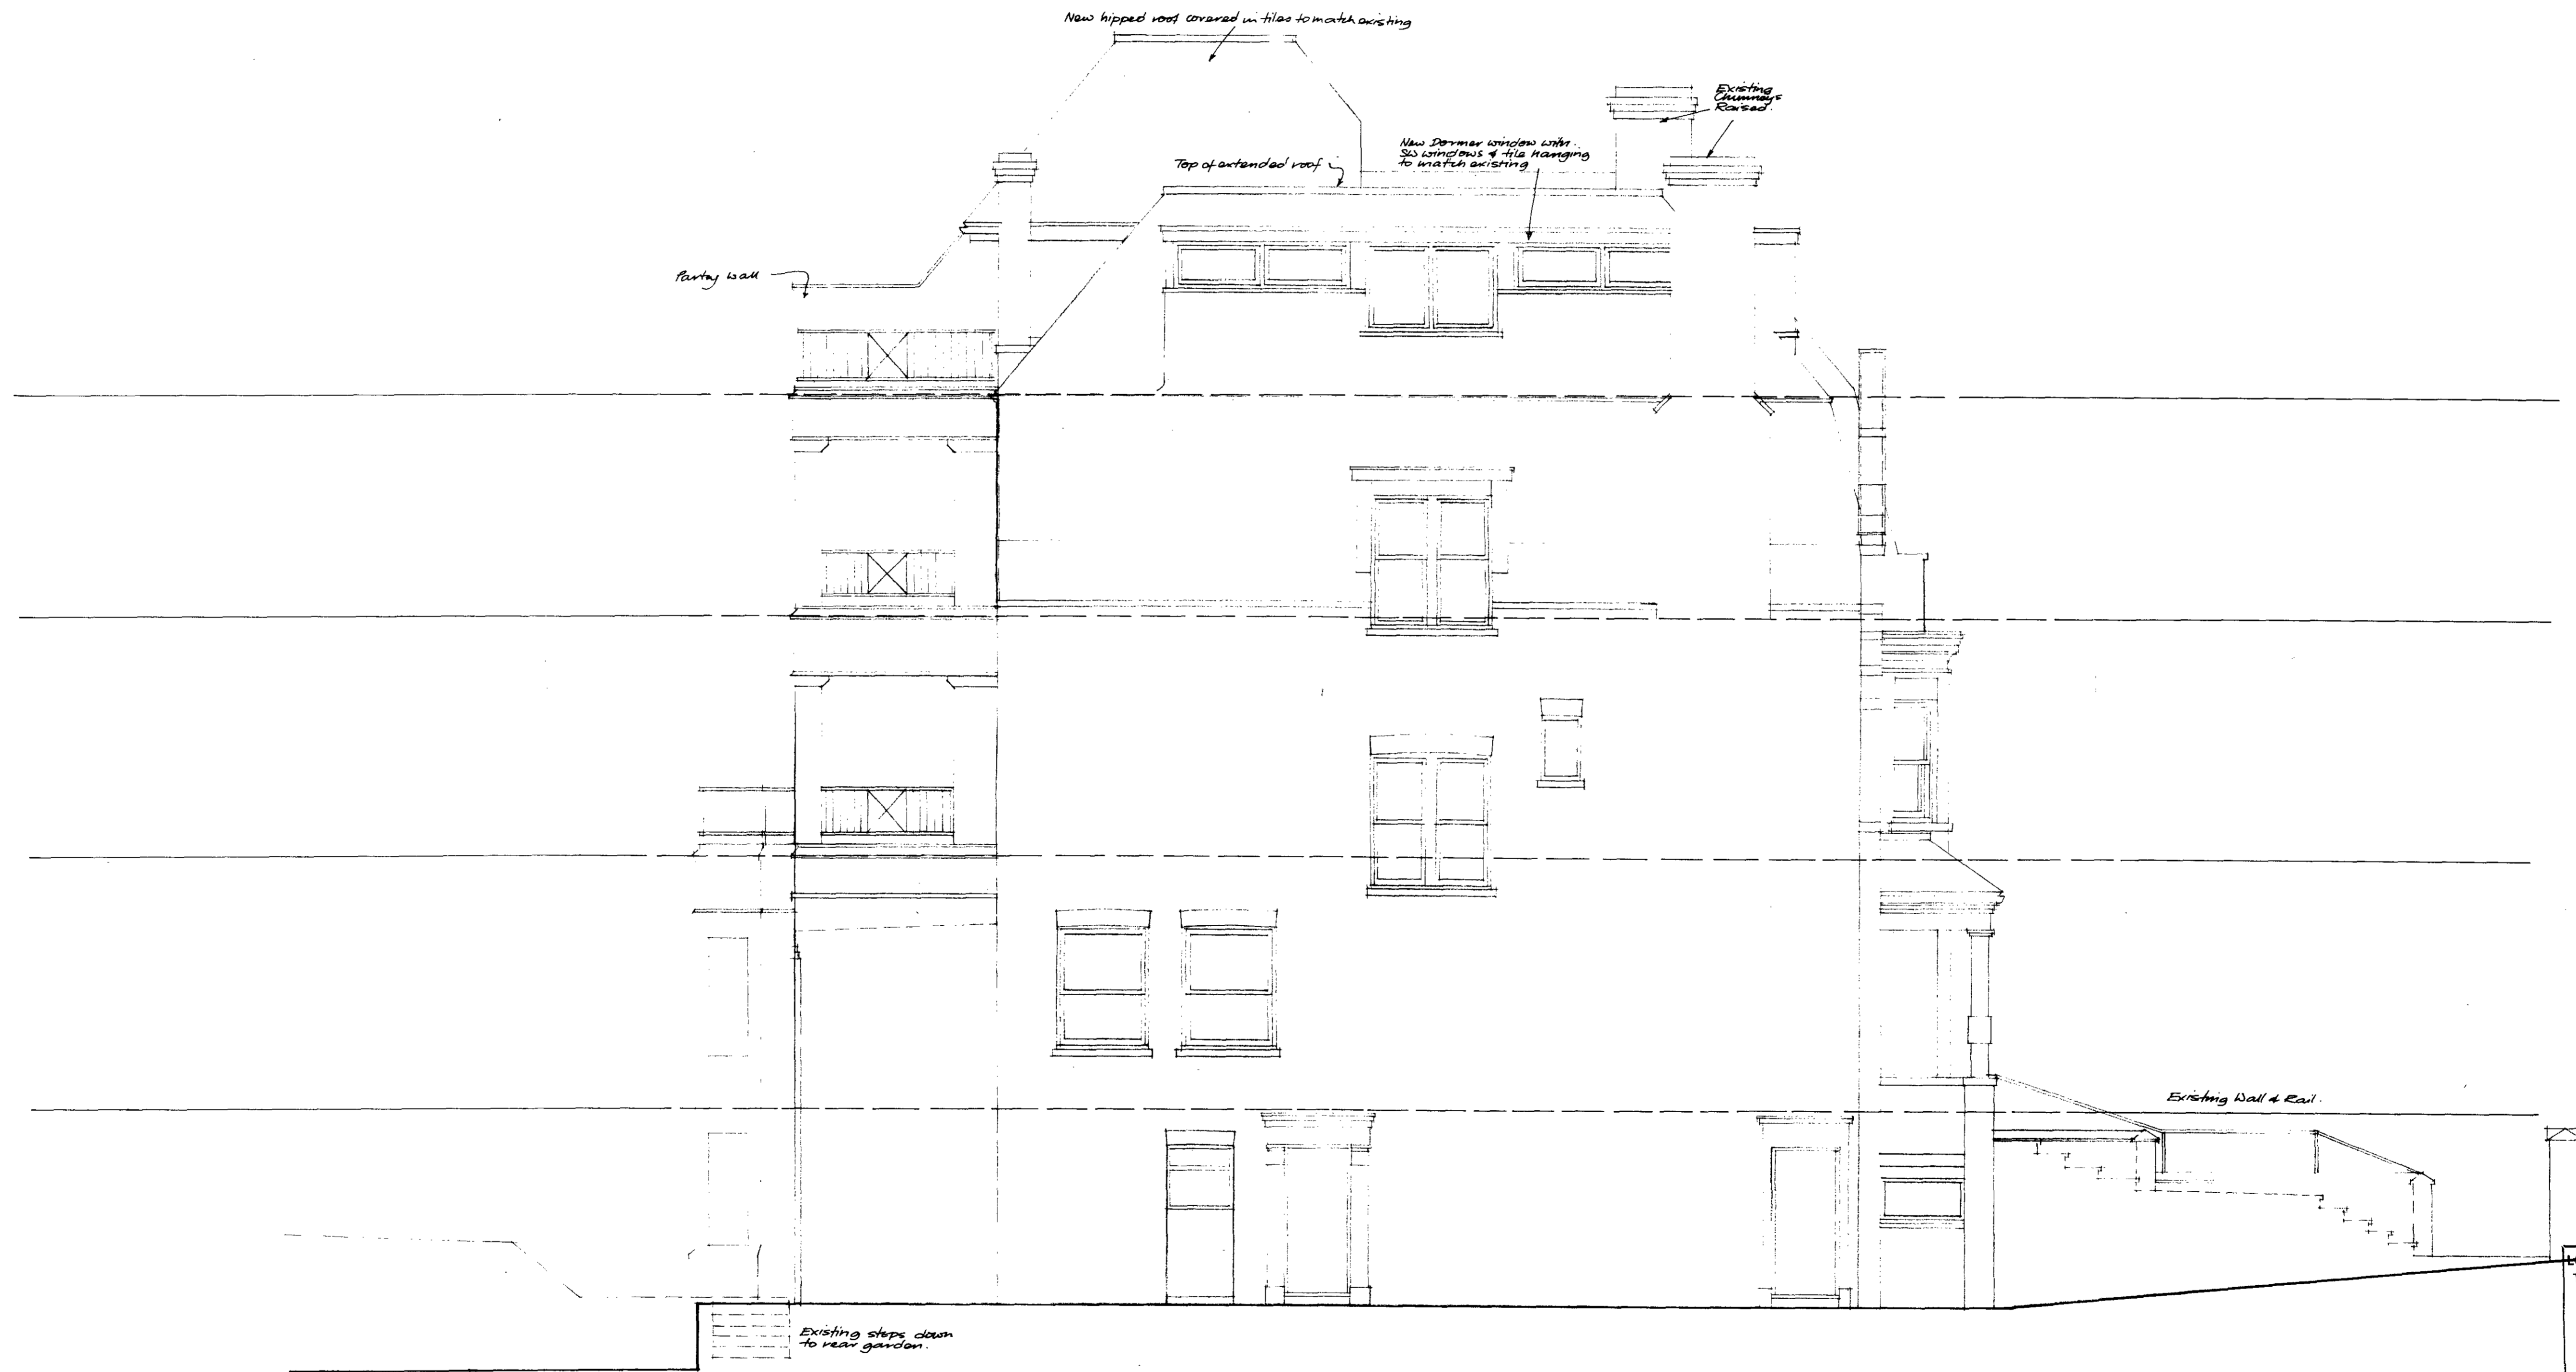 New hipped roof covered in tiles to match existing
Existing
Chimneys
Raised.
New Dormer window with
SW windows & tile hanging
to match existing
Top of extended roof
Party wall
Existing Wall & Rail.
Existing steps down
to rear garden.